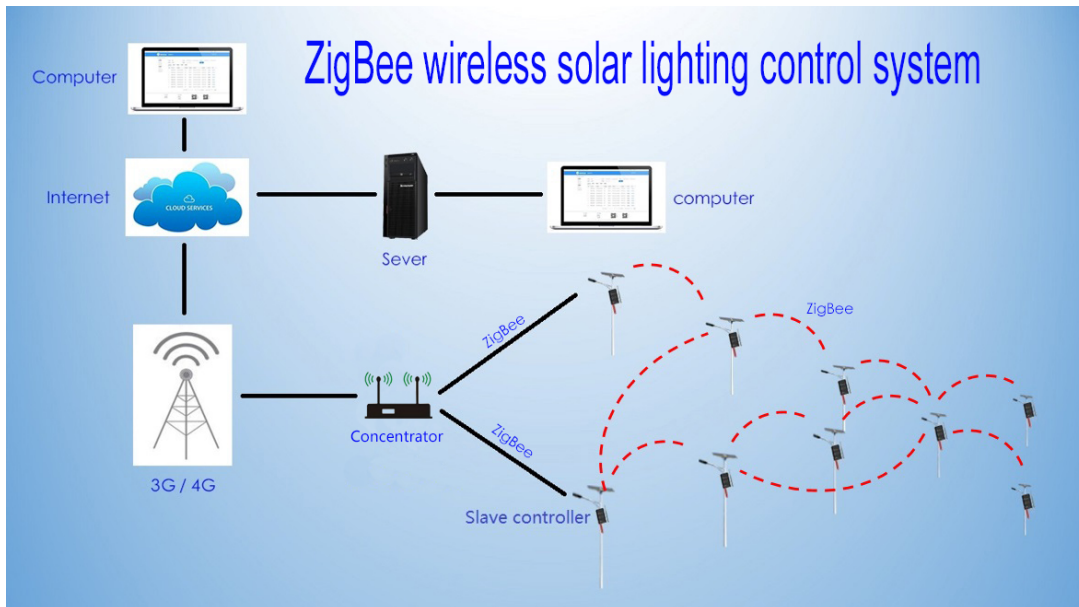 ZigBee wireless solar lighting control system
Computer
Internet
CLOUD SERVICES
Sever
computer
ZigBee
ZigBee
3G / 4G
Concentrator
ZigBee
Slave controller